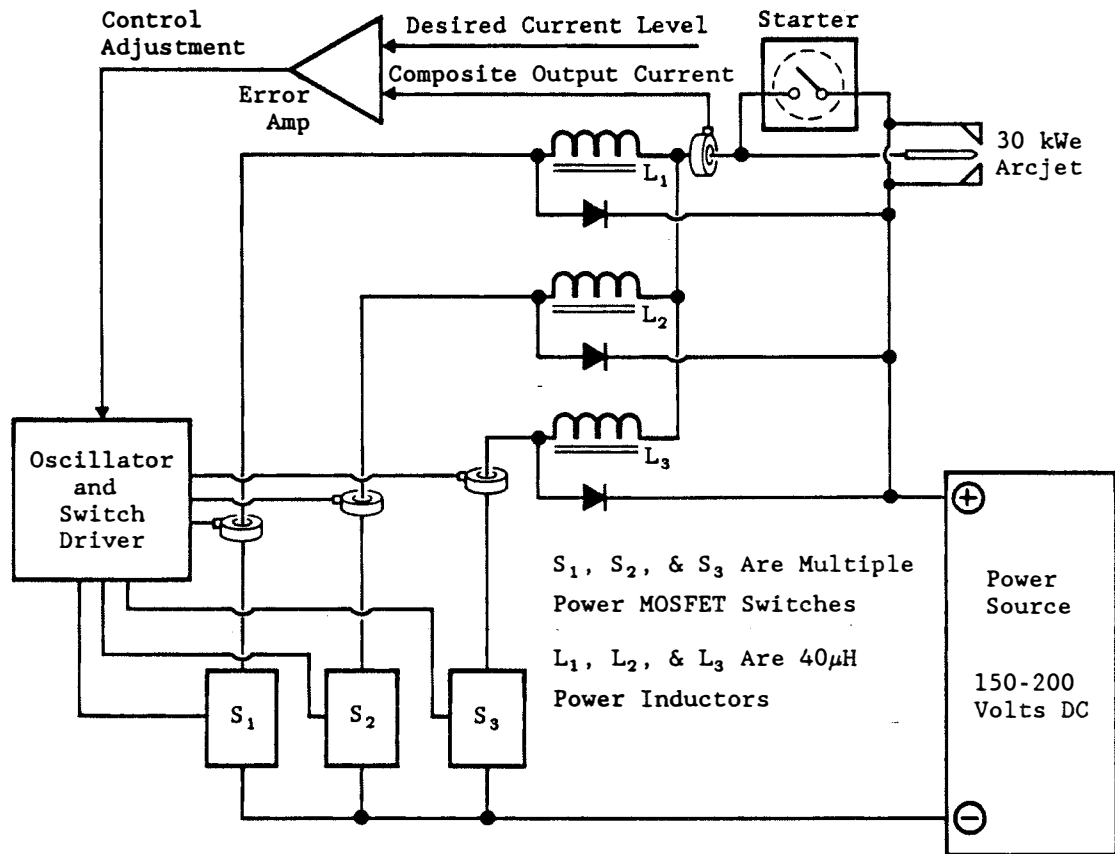 Control
Adjustment
Desired Current Level
Composite Output Current
Error
Amp
Starter
30 kWe
Arcjet
L₁
L₂
L₃
Oscillator
and
Switch
Driver
S₁, S₂, & S₃ Are Multiple
Power MOSFET Switches
L₁, L₂, & L₃ Are 40μH
Power Inductors
+
Power
Source
150-200
Volts DC
−
S₁
S₂
S₃